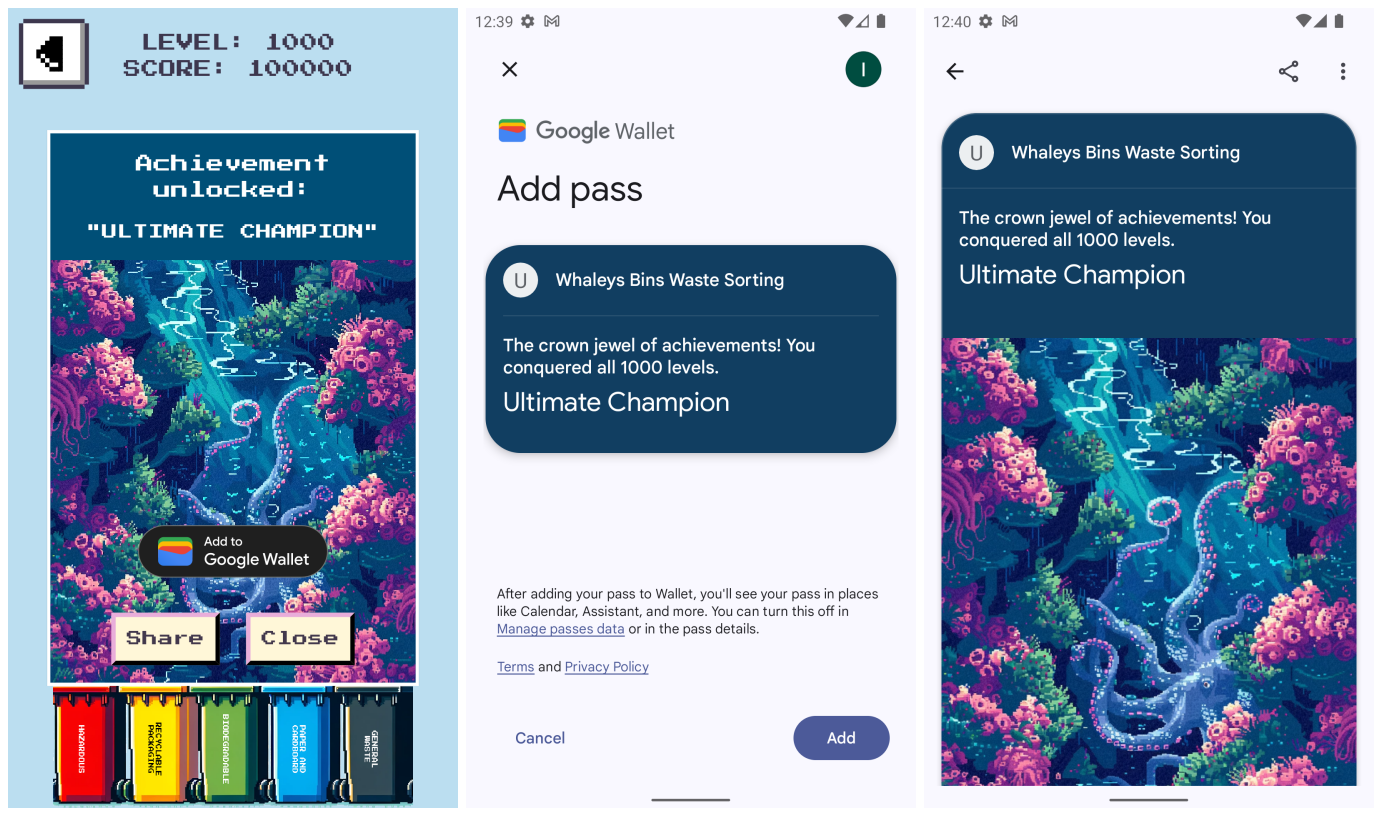 LEVEL: 1000
SCORE: 100000
Achievement
unlocked:
"ULTIMATE CHAMPION"
Add to
Google Wallet
Share
Close
HAZARDOUS
RECYCLABLE
PACKAGING
BIODEGRADABLE
PAPER AND
CARDBOARD
GENERAL
WASTE
12:39
I
Google Wallet
Add pass
U
Whaleys Bins Waste Sorting
The crown jewel of achievements! You
conquered all 1000 levels.
Ultimate Champion
After adding your pass to Wallet, you'll see your pass in places
like Calendar, Assistant, and more. You can turn this off in
Manage passes data or in the pass details.
Terms and Privacy Policy
Cancel
Add
12:40
U
Whaleys Bins Waste Sorting
The crown jewel of achievements! You
conquered all 1000 levels.
Ultimate Champion